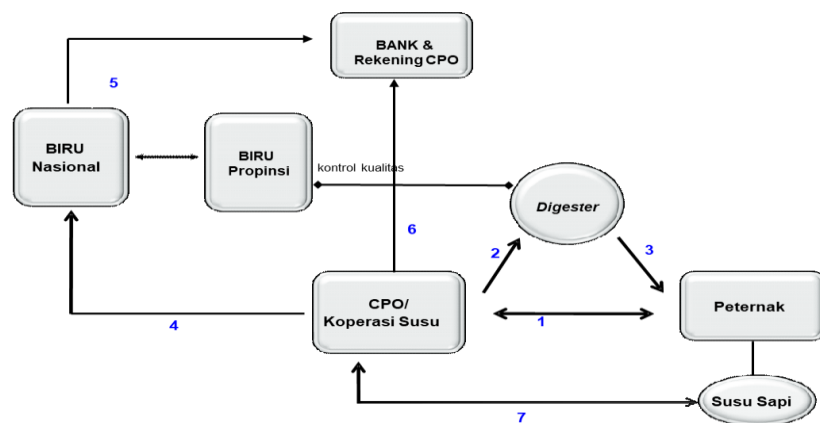 BANK &
Rekening CPO
5
BIRU
Nasional
BIRU
Propinsi
kontrol kualitas
Digester
6
2
3
CPO/
Koperasi Susu
Peternak
4
1
Susu Sapi
7